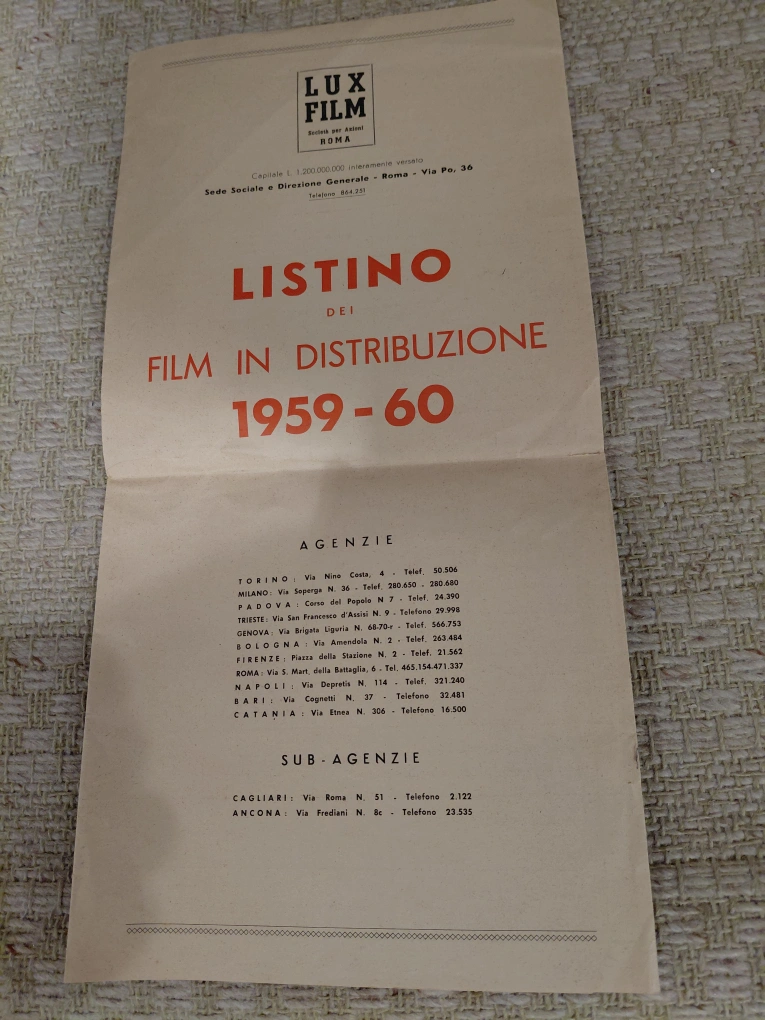 LUX
FILM
Società per Azioni
ROMA
Capitale L. 1.200.000.000 interamente versato
Sede Sociale e Direzione Generale - Roma - Via Po, 36
Telefono 864.251
LISTINO
DEI
FILM IN DISTRIBUZIONE
1959-60
AGENZIE
TORINO: Via Nino Costa, 4 - Telef. 50.506
MILANO: Via Soperga N. 36 - Telef. 280.650 - 280.680
PADOVA: Corso del Popolo N 7 - Telef. 24.390
TRIESTE: Via San Francesco d'Assisi N. 9 - Telefono 29.998
GENOVA: Via Brigata Liguria N. 68-70-r - Telef. 566.753
BOLOGNA: Via Amendola N. 2 - Telef. 263.484
FIRENZE: Piazza della Stazione N. 2 - Telef. 21.562
ROMA: Via S. Mart. della Battaglia, 6 - Tel. 465.154-471.337
NAPOLI: Via Depretis N. 114 - Telef. 321.240
BARI: Via Cognetti N. 37 - Telefono 32.481
CATANIA: Via Etnea N. 306 - Telefono 16.500
SUB-AGENZIE
CAGLIARI: Via Roma N. 51 - Telefono 2.122
ANCONA: Via Frediani N. 8c - Telefono 23.535